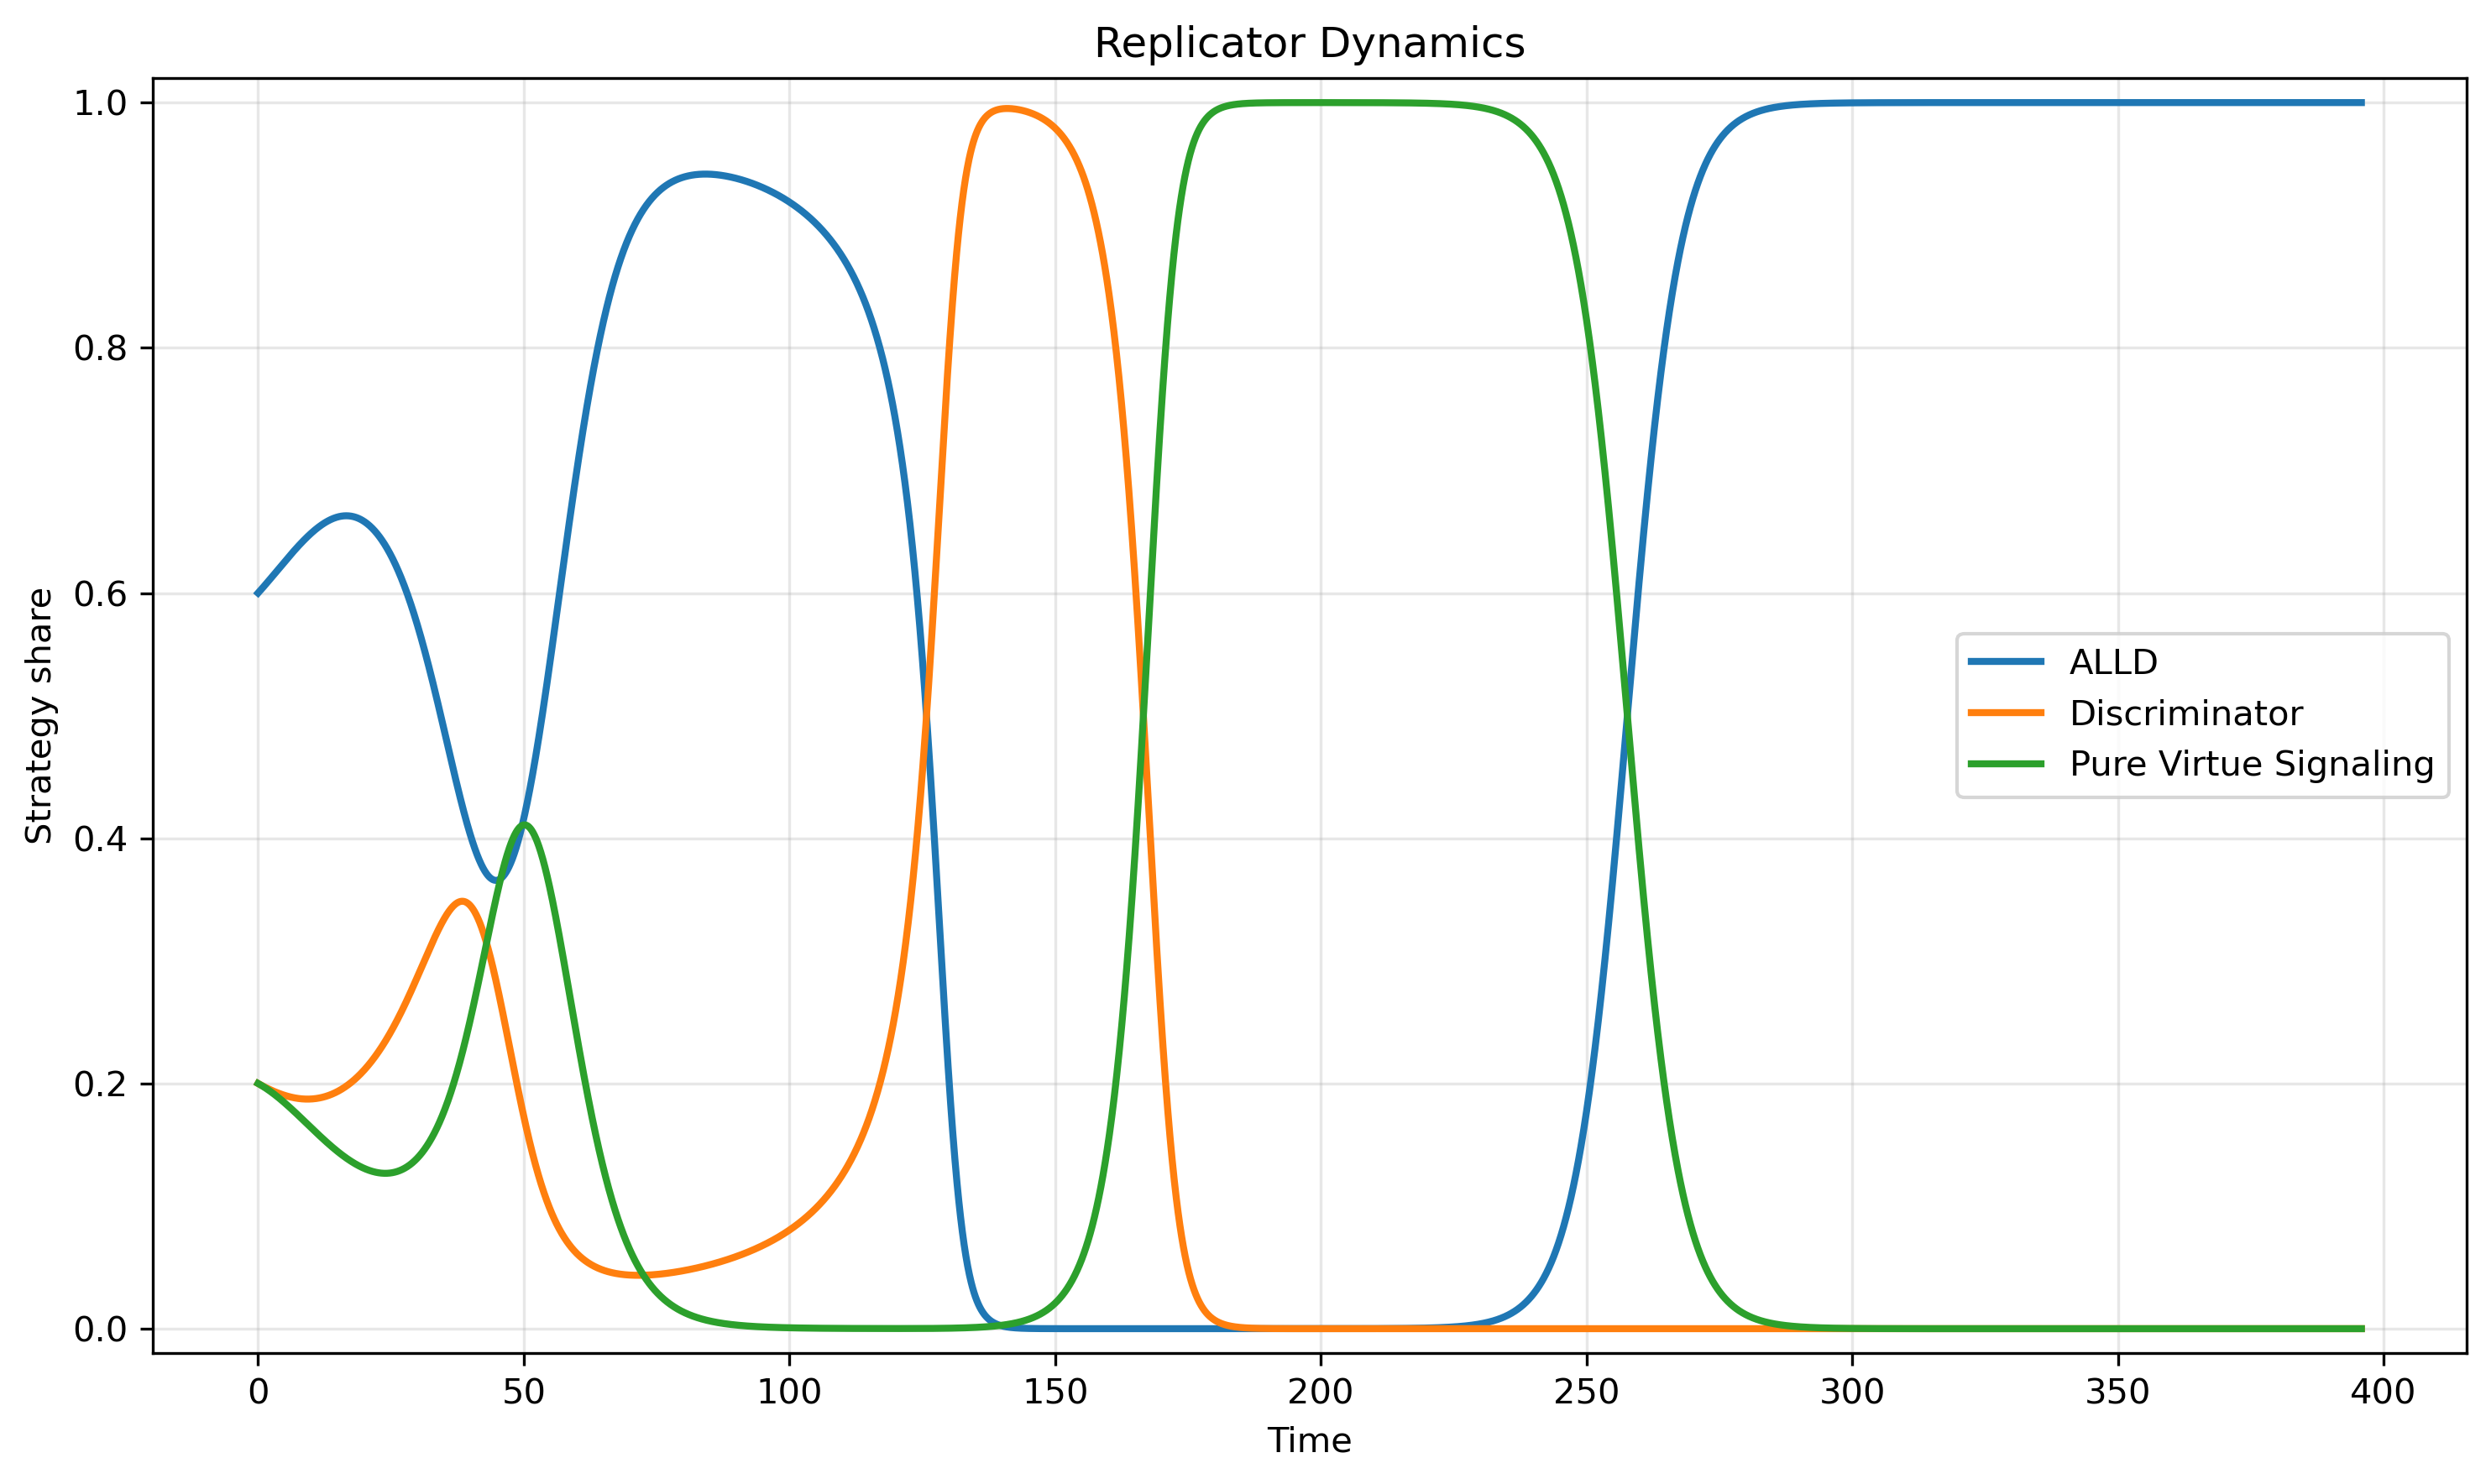 Replicator Dynamics
Strategy share
1.0
0.8
0.6
0.4
0.2
0.0
ALLD
Discriminator
Pure Virtue Signaling
0 50 100 150 200 250 300 350 400
Time